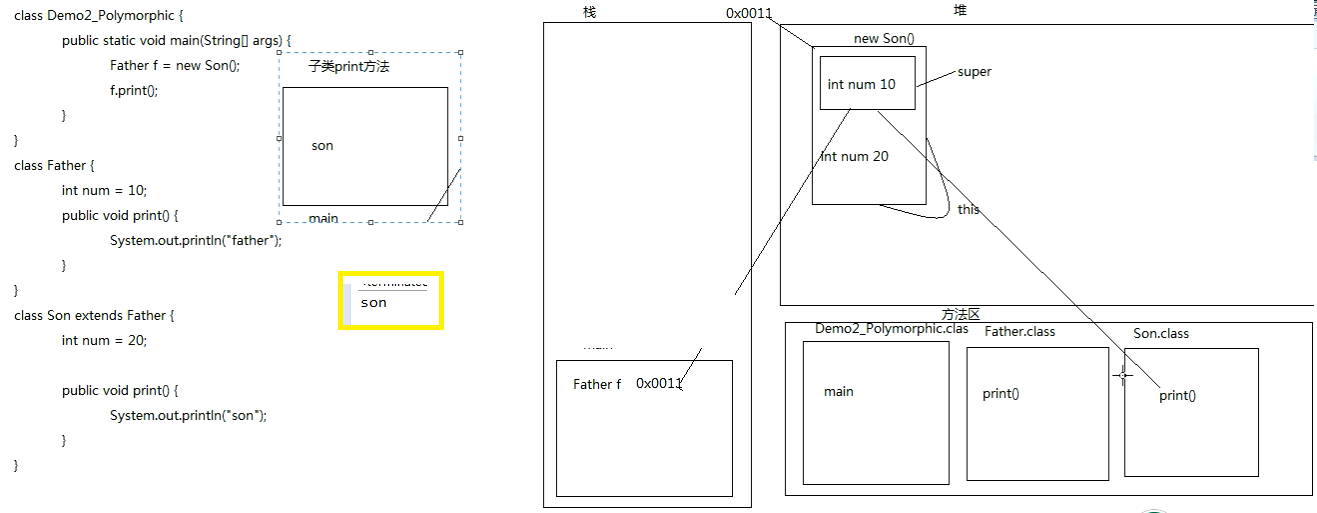 class Demo2_Polymorphic {
public static void main(String[] args) {
Father f = new Son();
f.print();
}
}
class Father {
int num = 10;
public void print() {
System.out.println("father");
}
}
class Son extends Father {
int num = 20;
public void print() {
System.out.println("son");
}
}
子类print方法
son
main
son
栈
Father f 0x0011
0x0011
堆
new Son()
int num 10
super
int num 20
this
方法区
Demo2_Polymorphic.clas
Father.class
Son.class
main
print()
print()